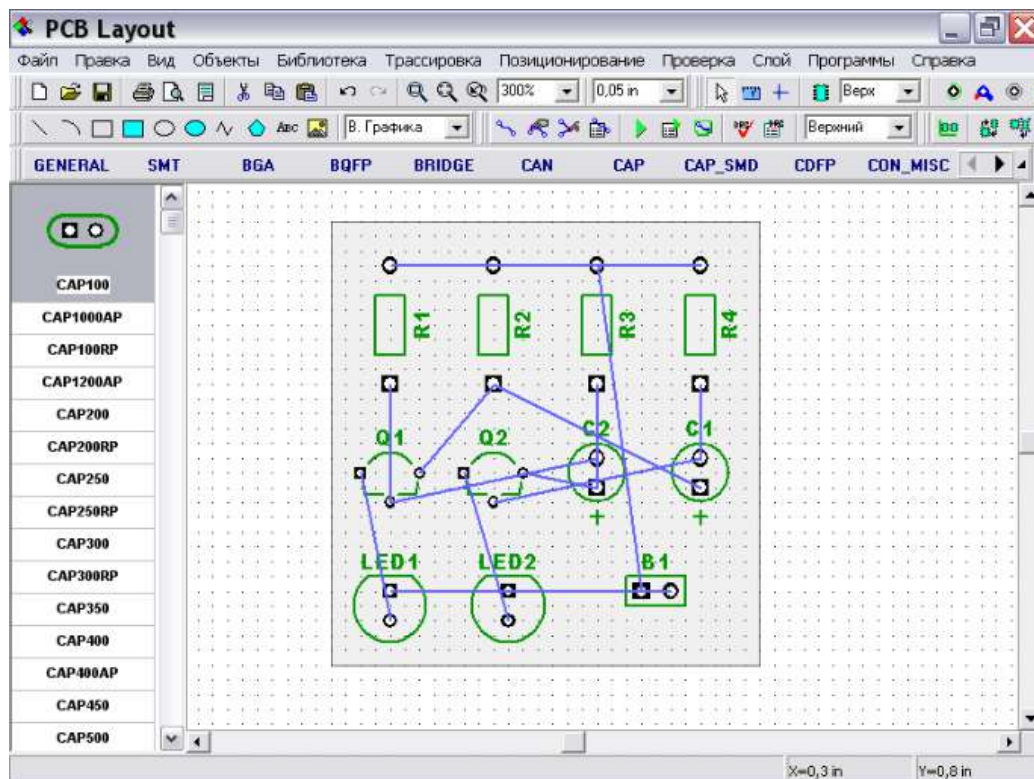 PCB Layout
Файл Правка Вид Объекты Библиотека Трассировка Позиционирование Проверка Слой Программы Справка
300% 0,05 in Верх
ABC В. Графика Верхний
GENERAL SMT BGA BQFP BRIDGE CAN CAP CAP_SMD CDFP CON_MISC
CAP100
CAP1000AP
CAP100RP
CAP1200AP
CAP200
CAP200RP
CAP250
CAP250RP
CAP300
CAP300RP
CAP350
CAP400
CAP400AP
CAP450
CAP500
R1 R2 R3 R4
Q1 Q2 C2 C1
+ +
LED1 LED2 B1
X=0,3 in Y=0,8 in